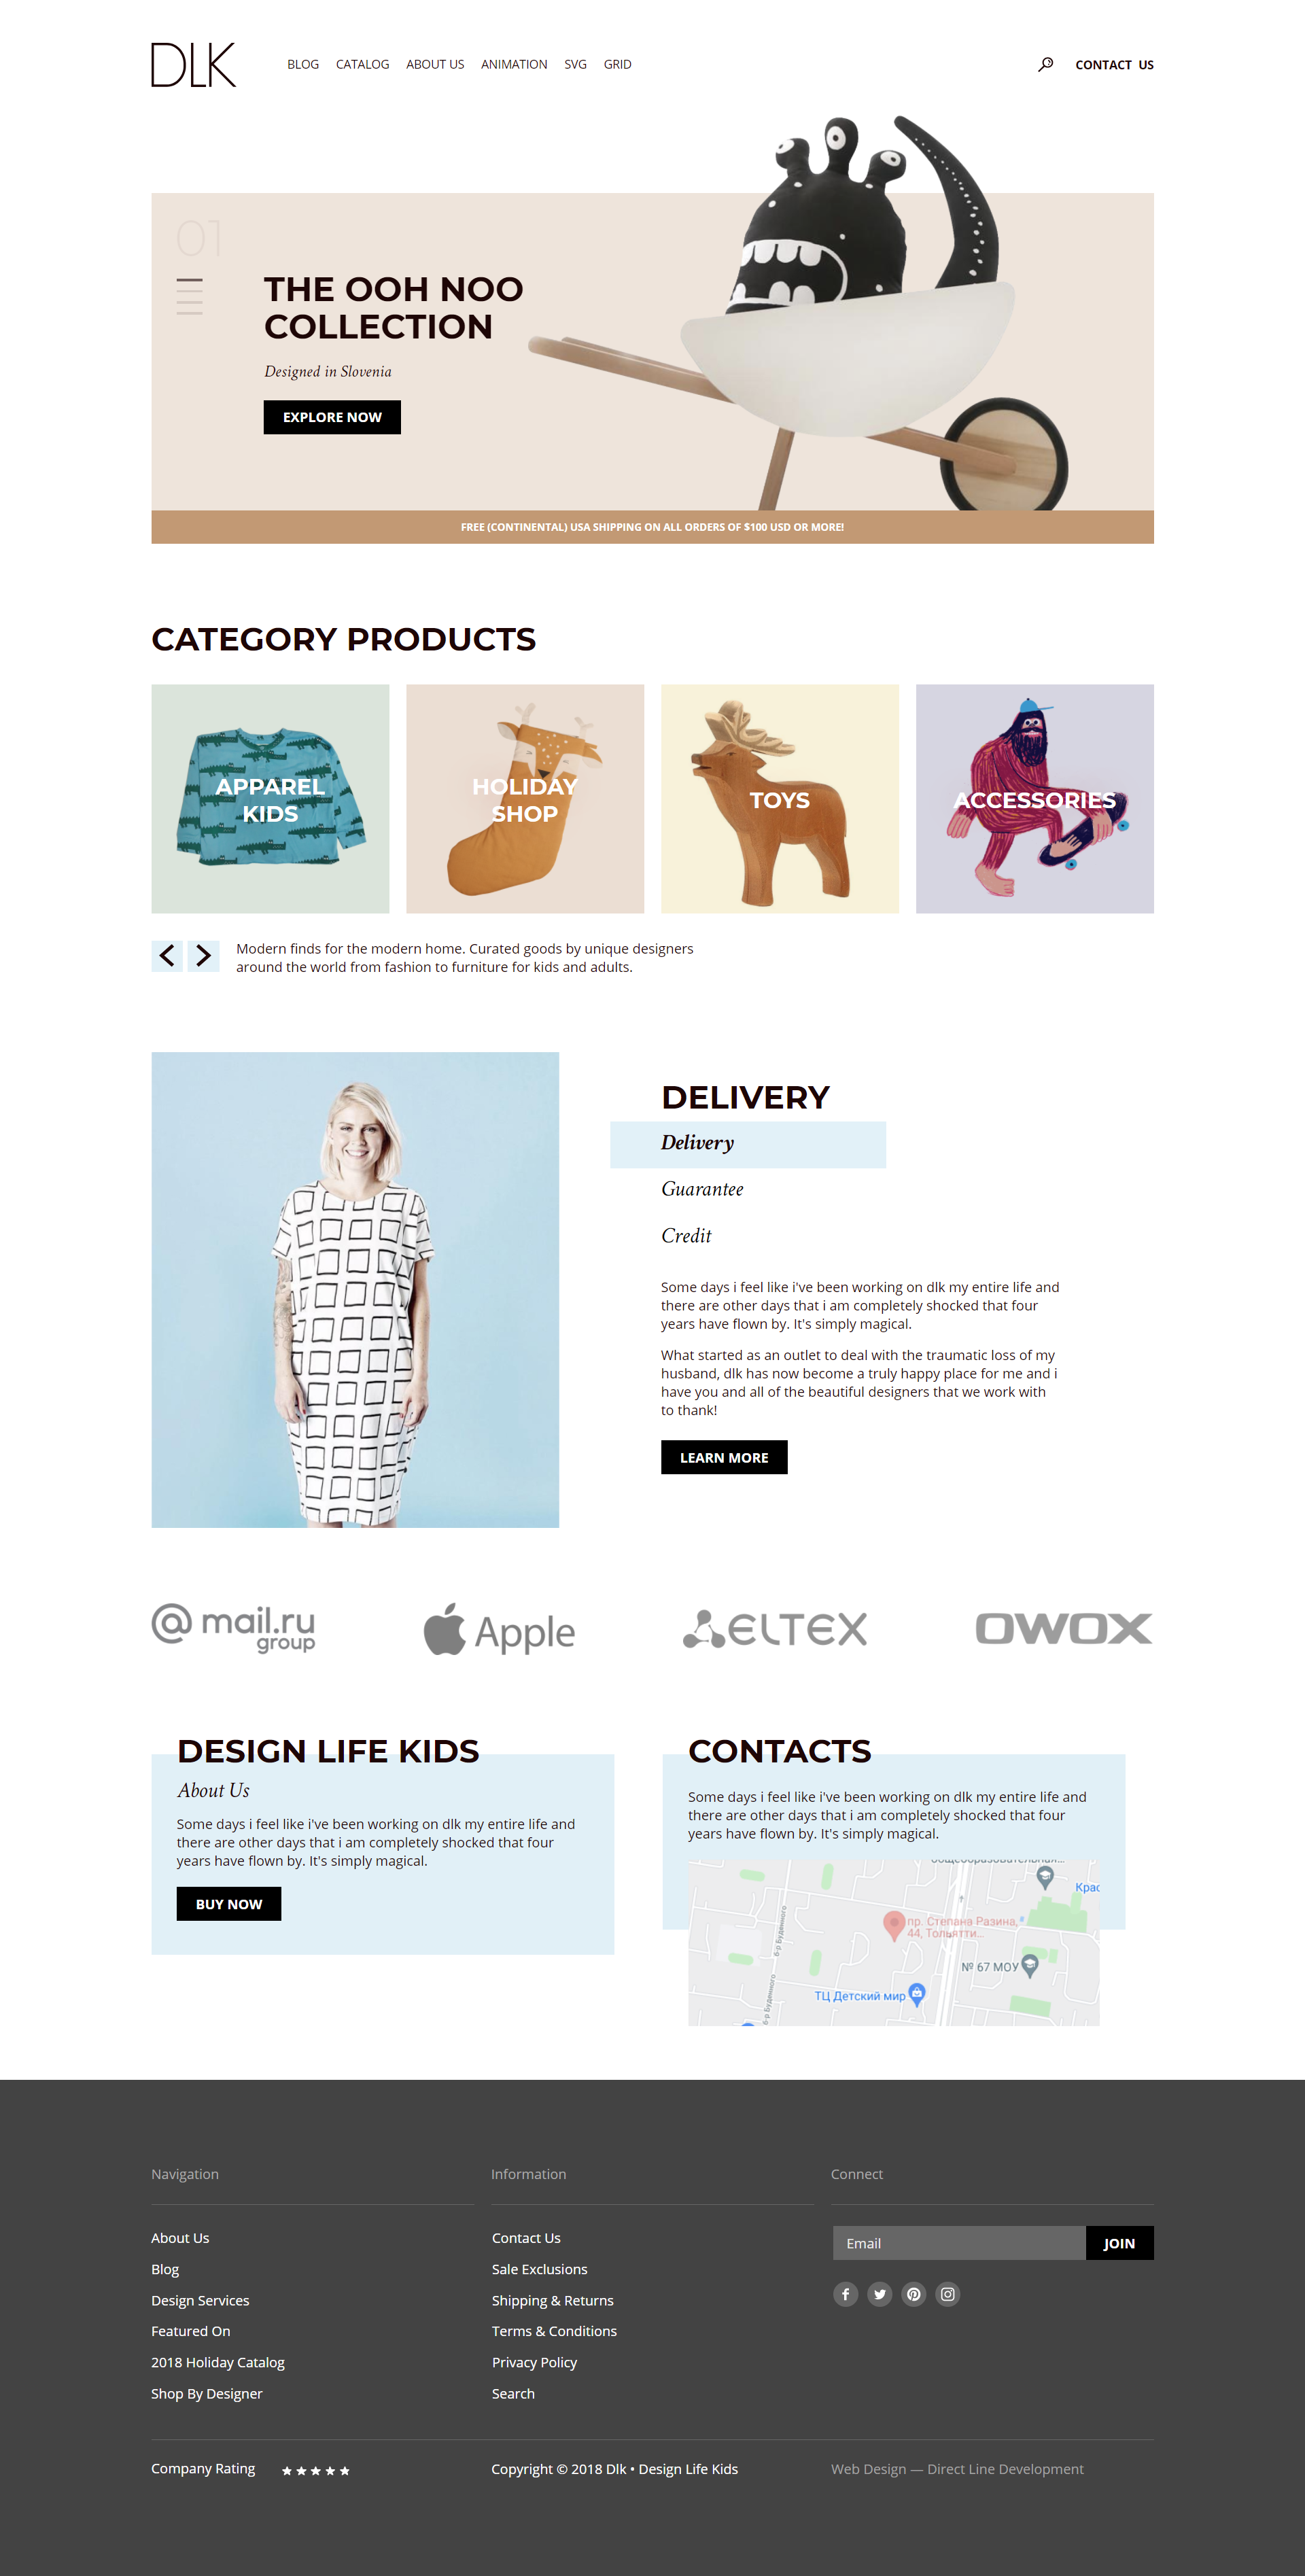 DLK
BLOG CATALOG ABOUT US ANIMATION SVG GRID
CONTACT US
01
THE OOH NOO
COLLECTION
Designed in Slovenia
EXPLORE NOW
FREE (CONTINENTAL) USA SHIPPING ON ALL ORDERS OF $100 USD OR MORE!
CATEGORY PRODUCTS
APPAREL
KIDS
HOLIDAY
SHOP
TOYS
ACCESSORIES
Modern finds for the modern home. Curated goods by unique designers
around the world from fashion to furniture for kids and adults.
DELIVERY
Delivery
Guarantee
Credit
Some days i feel like i've been working on dlk my entire life and
there are other days that i am completely shocked that four
years have flown by. It's simply magical.
What started as an outlet to deal with the traumatic loss of my
husband, dlk has now become a truly happy place for me and i
have you and all of the beautiful designers that we work with
to thank!
LEARN MORE
@mail.ru
group
Apple
ELTEX
OWOX
DESIGN LIFE KIDS
About Us
Some days i feel like i've been working on dlk my entire life and
there are other days that i am completely shocked that four
years have flown by. It's simply magical.
BUY NOW
CONTACTS
Some days i feel like i've been working on dlk my entire life and
there are other days that i am completely shocked that four
years have flown by. It's simply magical.
Крас
б-р Буденного
пр. Степана Разина,
44, Тольятти...
№ 67 МОУ
ТЦ Детский мир
б-р Буденного
Navigation
About Us
Blog
Design Services
Featured On
2018 Holiday Catalog
Shop By Designer
Information
Contact Us
Sale Exclusions
Shipping & Returns
Terms & Conditions
Privacy Policy
Search
Connect
Email
JOIN
Company Rating
Copyright © 2018 Dlk • Design Life Kids
Web Design — Direct Line Development